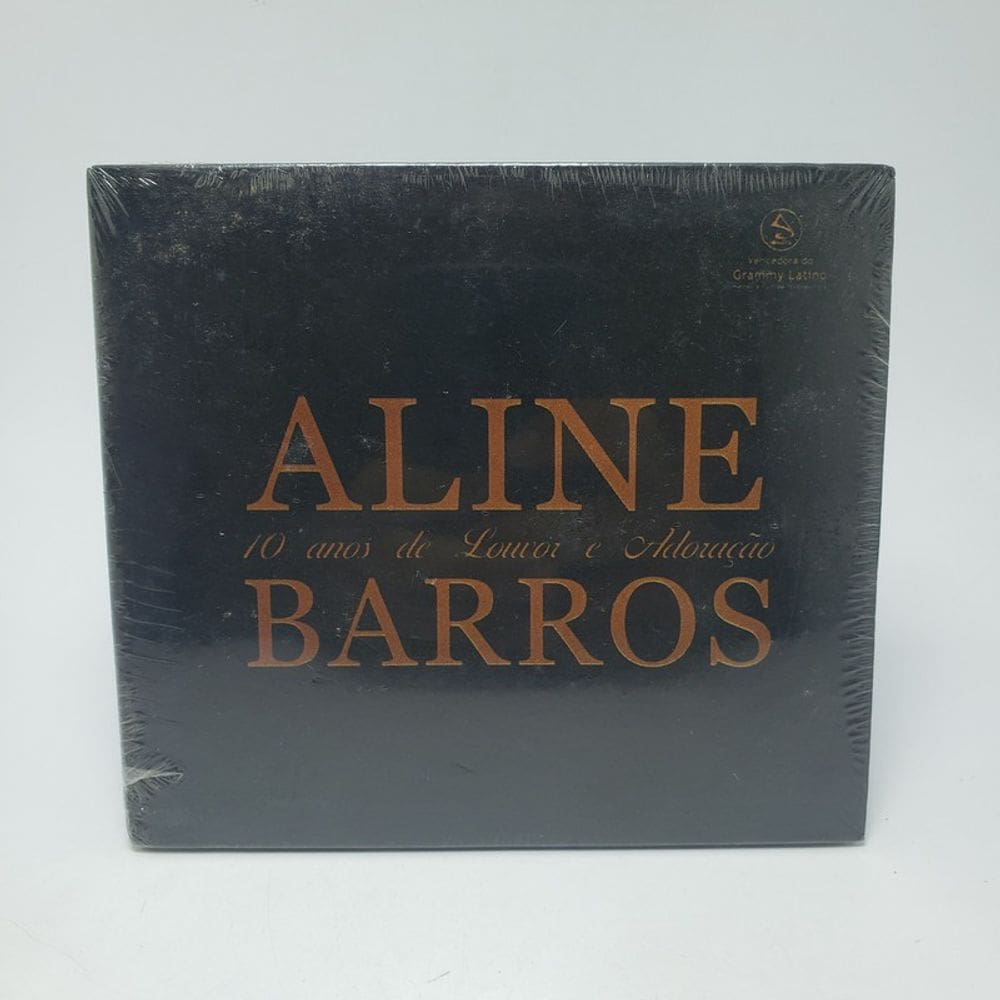 Vencedora do
Grammy Latino
ALINE
10 anos de Louvor e Adoração
BARROS